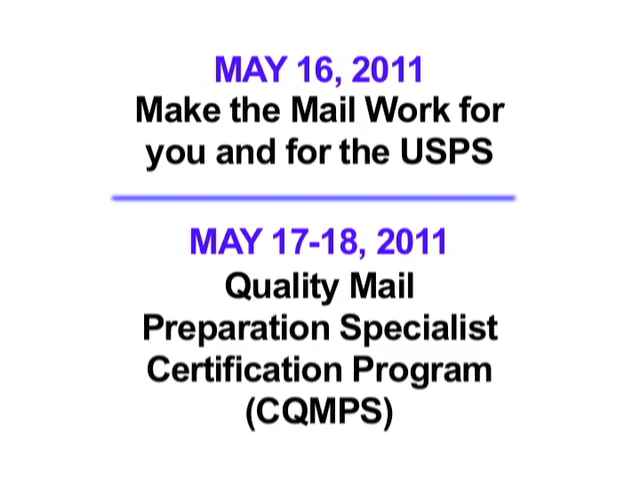 MAY 16, 2011
Make the Mail Work for
you and for the USPS
MAY 17-18, 2011
Quality Mail
Preparation Specialist
Certification Program
(CQMPS)